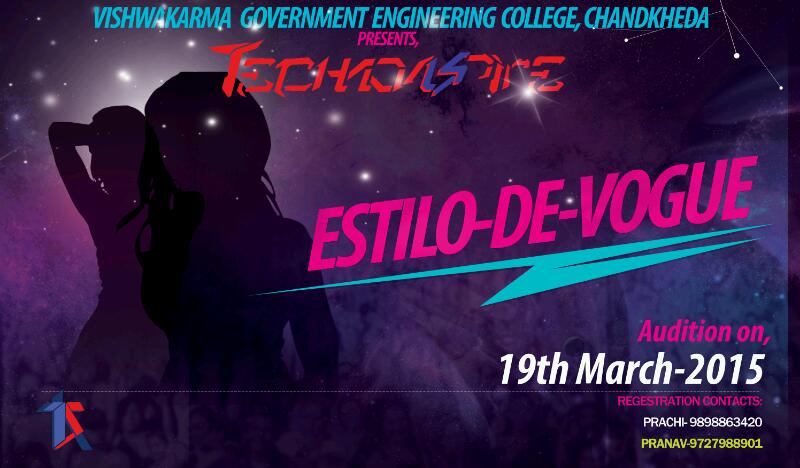 VISHWAKARMA GOVERNMENT ENGINEERING COLLEGE, CHANDKHEDA
PRESENTS,
TECHNOASPIRE
ESTILO-DE-VOGUE
Audition on,
19th March-2015
REGESTRATION CONTACTS:
PRACHI- 9898863420
PRANAV-9727988901